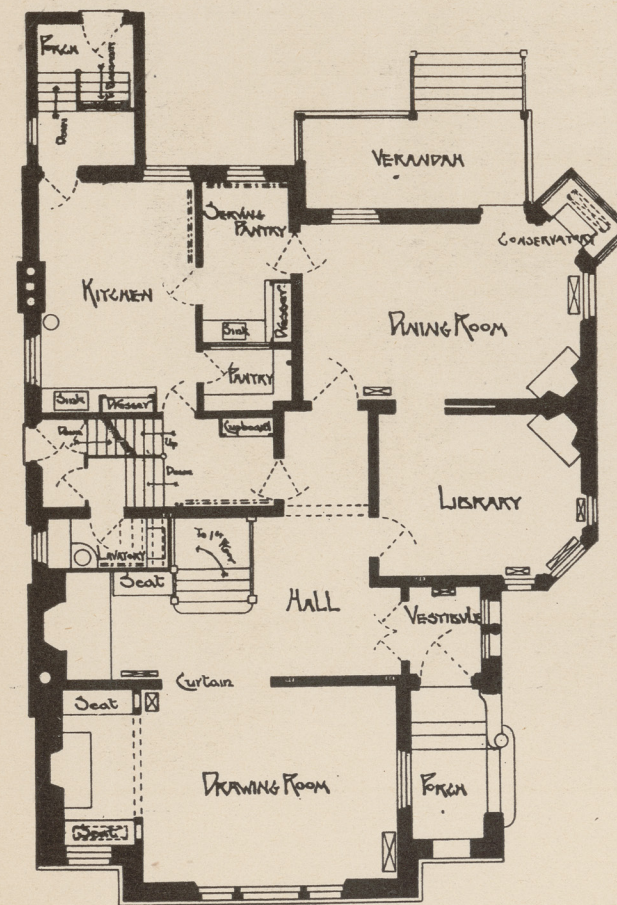 Porch
Down
Verandah
Serving
Pantry
Conservatory
Kitchen
Dining Room
Sink
Dresser
Pantry
Sink
Dresser
Cupboard
Down
Up
Down
Library
Lavatory
To 1st Floor
Seat
Hall
Vestibule
Curtain
Seat
Drawing Room
Porch
Seat